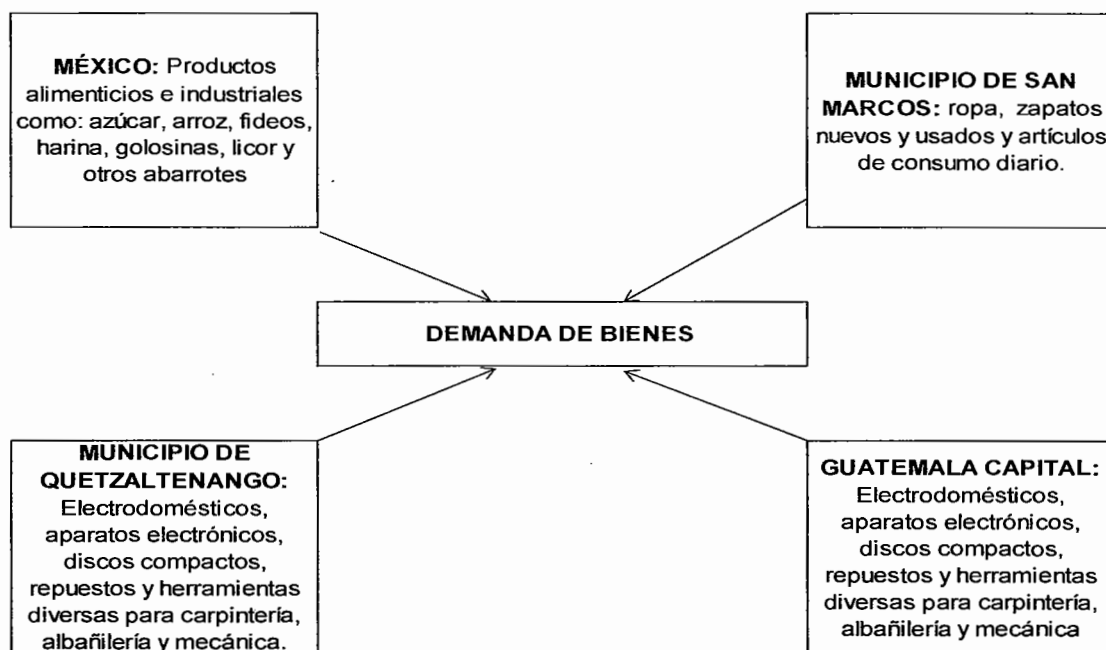 MÉXICO: Productos
alimenticios e industriales
como: azúcar, arroz, fideos,
harina, golosinas, licor y
otros abarrotes
MUNICIPIO DE SAN
MARCOS: ropa, zapatos
nuevos y usados y artículos
de consumo diario.
DEMANDA DE BIENES
MUNICIPIO DE
QUETZALTENANGO:
Electrodomésticos,
aparatos electrónicos,
discos compactos,
repuestos y herramientas
diversas para carpintería,
albañilería y mecánica.
GUATEMALA CAPITAL:
Electrodomésticos,
aparatos electrónicos,
discos compactos,
repuestos y herramientas
diversas para carpintería,
albañilería y mecánica